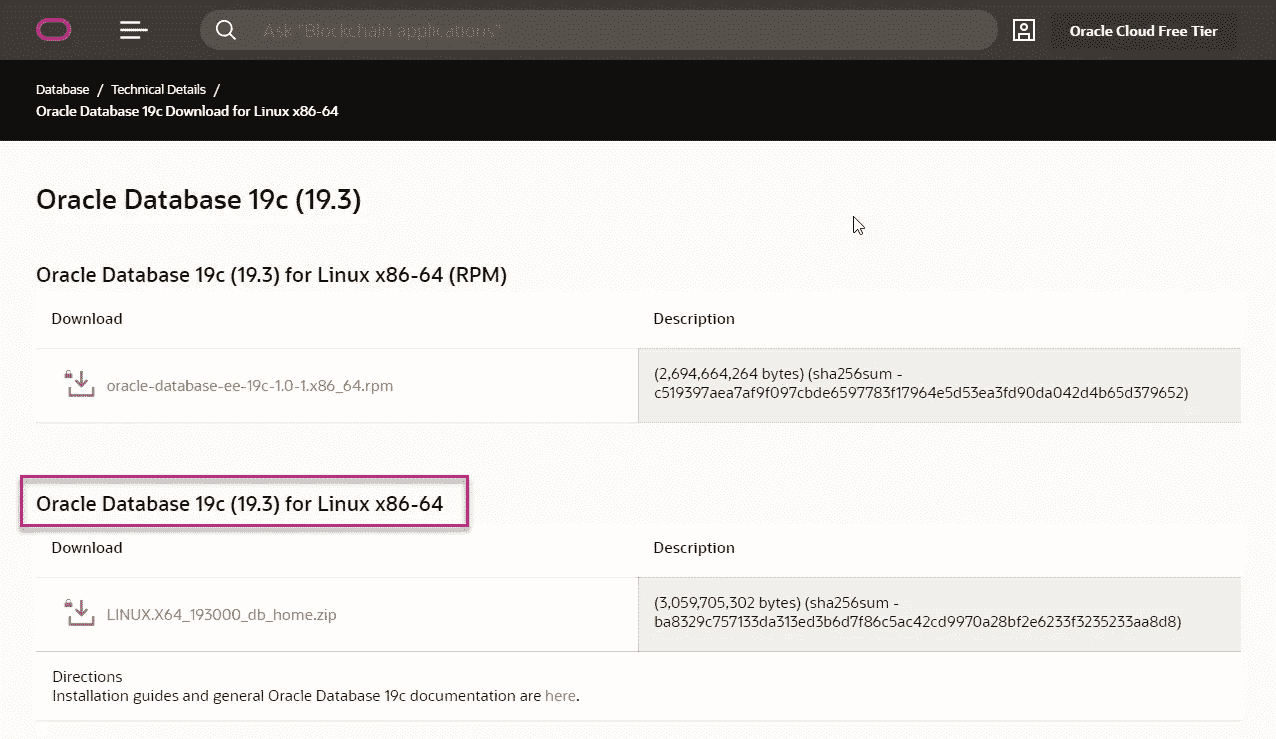 Ask "Blockchain applications"
Oracle Cloud Free Tier
Database / Technical Details /
Oracle Database 19c Download for Linux x86-64
Oracle Database 19c (19.3)
Oracle Database 19c (19.3) for Linux x86-64 (RPM)
Download Description
oracle-database-ee-19c-1.0-1.x86_64.rpm
(2,694,664,264 bytes) (sha256sum -
c519397aea7af9f097cbde6597783f17964e5d53ea3fd90da042d4b65d379652)
Oracle Database 19c (19.3) for Linux x86-64
Download Description
LINUX.X64_193000_db_home.zip
(3,059,705,302 bytes) (sha256sum -
ba8329c757133da313ed3b6d7f86c5ac42cd9970a28bf2e6233f3235233aa8d8)
Directions
Installation guides and general Oracle Database 19c documentation are here.